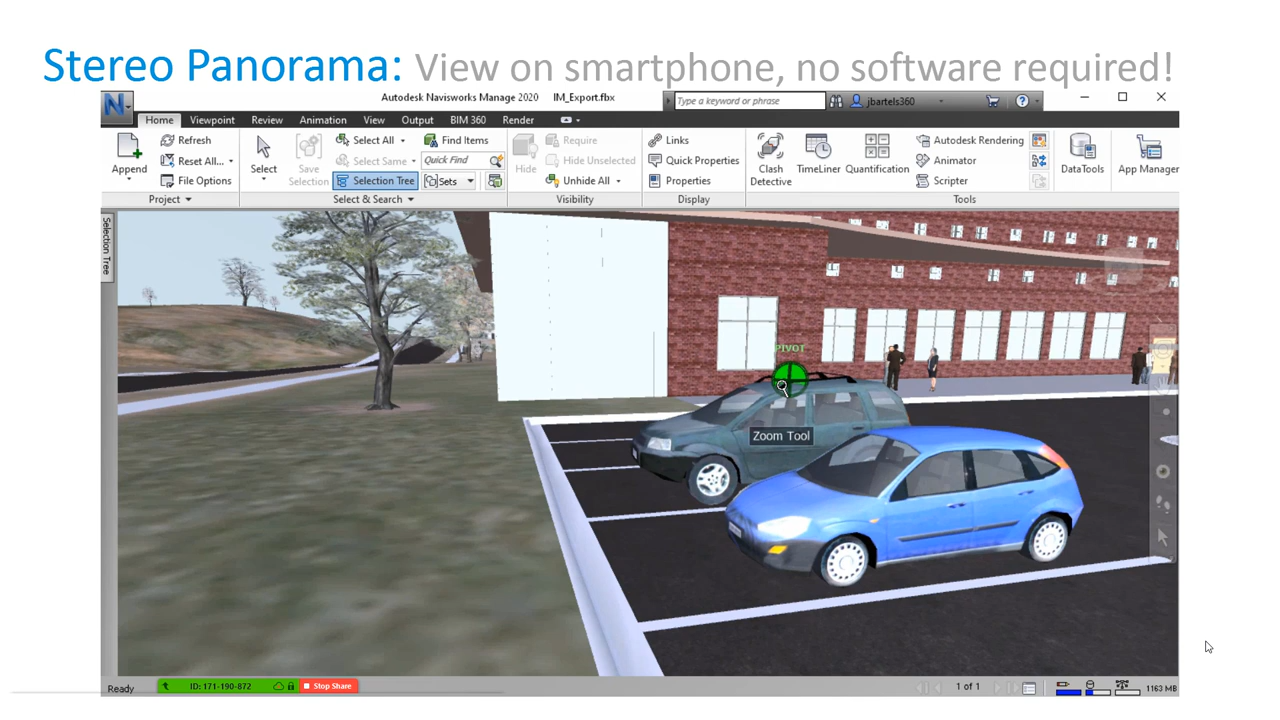 Stereo Panorama: View on smartphone, no software required!
Autodesk Navisworks Manage 2020 IM_Export.fbx
Type a keyword or phrase
jbartels360
Home Viewpoint Review Animation View Output BIM 360 Render
Append
Refresh
Reset All...
File Options
Project
Select
Save Selection
Select All
Select Same
Selection Tree
Find Items
Quick Find
Sets
Select & Search
Hide
Require
Hide Unselected
Unhide All
Visibility
Links
Quick Properties
Properties
Display
Clash Detective
TimeLiner
Quantification
Autodesk Rendering
Animator
Scripter
DataTools
App Manager
Tools
Selection Tree
PIVOT
Zoom Tool
Ready
ID: 171-190-872
Stop Share
1 of 1
1163 MB